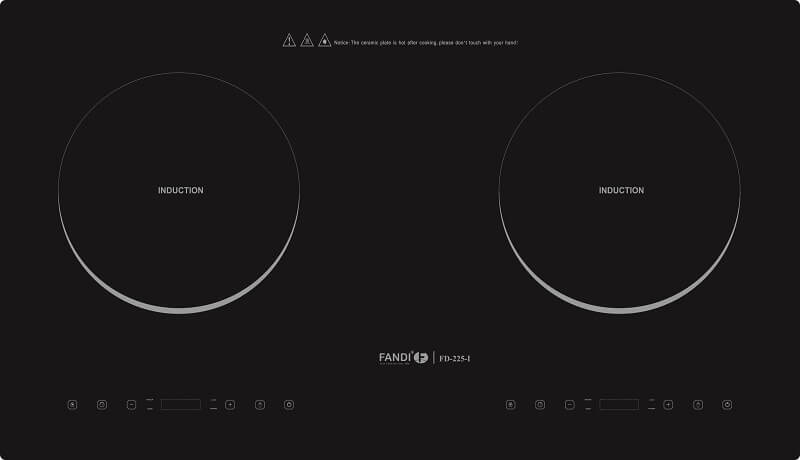 Notice: The ceramic plate is hot after cooking, please don't touch with your hand!
INDUCTION
INDUCTION
FANDI® F | FD-225-I